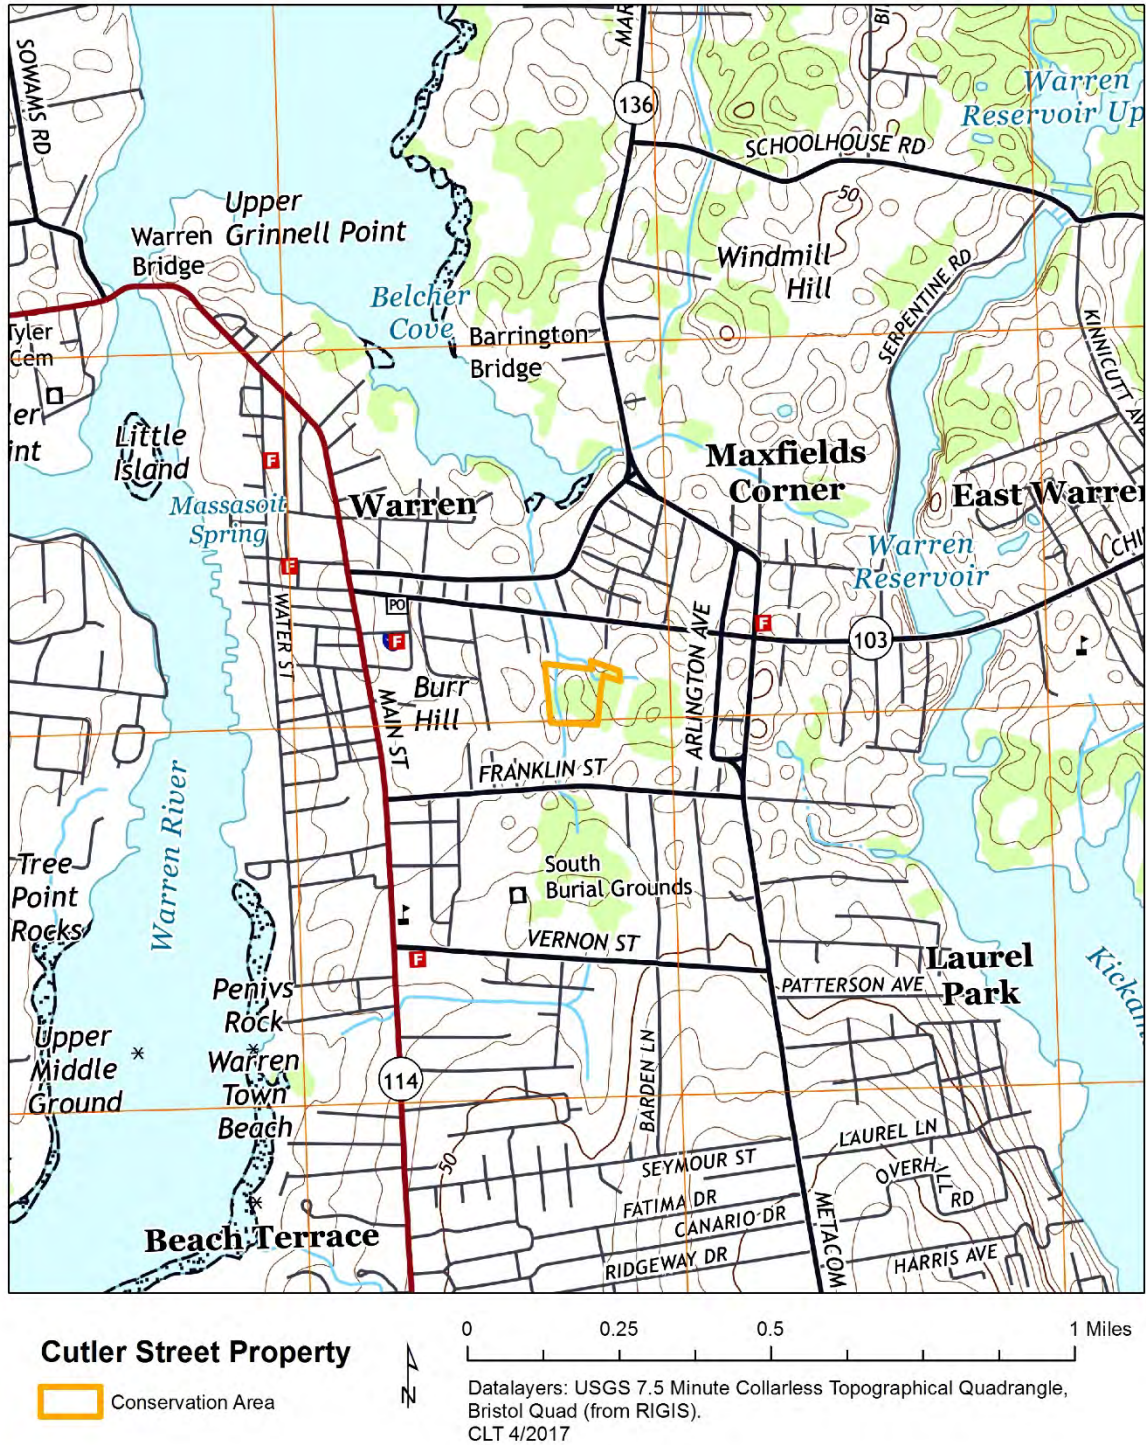 SOWAMS RD
136
Warren
Reservoir Up
SCHOOLHOUSE RD
50
Upper
Grinnell Point
Warren
Bridge
Windmill
Hill
SERPENTINE RD
Belcher
Cove
Barrington
Bridge
Tyler
Cem
KINNICUTT AVE
Little
Island
Maxfields
Corner
Massasoit
Spring
F
Warren
East Warren
Warren
Reservoir
F
PO
F
F
103
WATER ST
ARLINGTON AVE
Burr
Hill
MAIN ST
FRANKLIN ST
Warren River
Tree
Point
Rocks
South
Burial Grounds
VERNON ST
F
Laurel
Park
PATTERSON AVE
Penivs
Rock
Upper
Middle
Ground
Warren
Town
Beach
114
BARDEN LN
50
LAUREL LN
SEYMOUR ST
OVERHILL
RD
FATIMA DR
CANARIO DR
RIDGEWAY DR
METACOM
HARRIS AVE
Beach Terrace
Cutler Street Property
Conservation Area
N
0 0.25 0.5 1 Miles
Datalayers: USGS 7.5 Minute Collarless Topographical Quadrangle,
Bristol Quad (from RIGIS).
CLT 4/2017